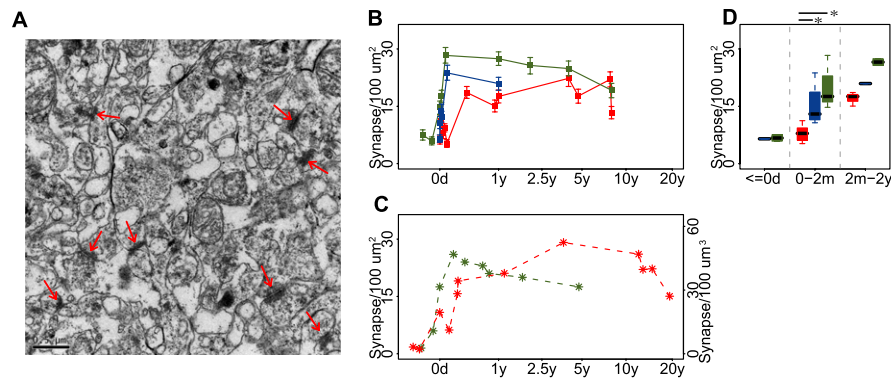 A
B
D
C
Synapse/100 um²
30
15
0
0d
1y
2.5y
5y
10y
20y
Synapse/100 um²
30
15
0
* *
<=0d
0−2m
2m−2y
Synapse/100 um²
30
15
0
0d
1y
2.5y
5y
10y
20y
60
30
0
Synapse/100 um³